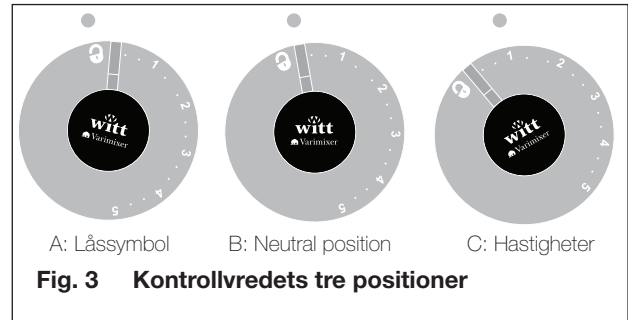 · · 1 · · 2 · · 3 · · 4 · · 5
witt
Varimixer
· · 1 · · 2 · · 3 · · 4 · · 5
witt
Varimixer
· · 1 · · 2 · · 3 · · 4 · · 5
witt
Varimixer
A: Låssymbol B: Neutral position C: Hastigheter
Fig. 3 Kontrollvredets tre positioner